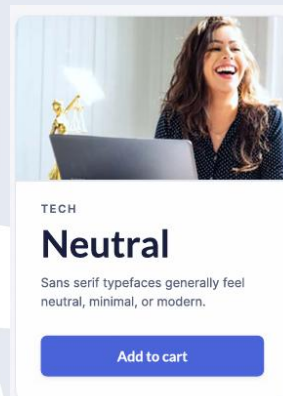 TECH
Neutral
Sans serif typefaces generally feel
neutral, minimal, or modern.
Add to cart